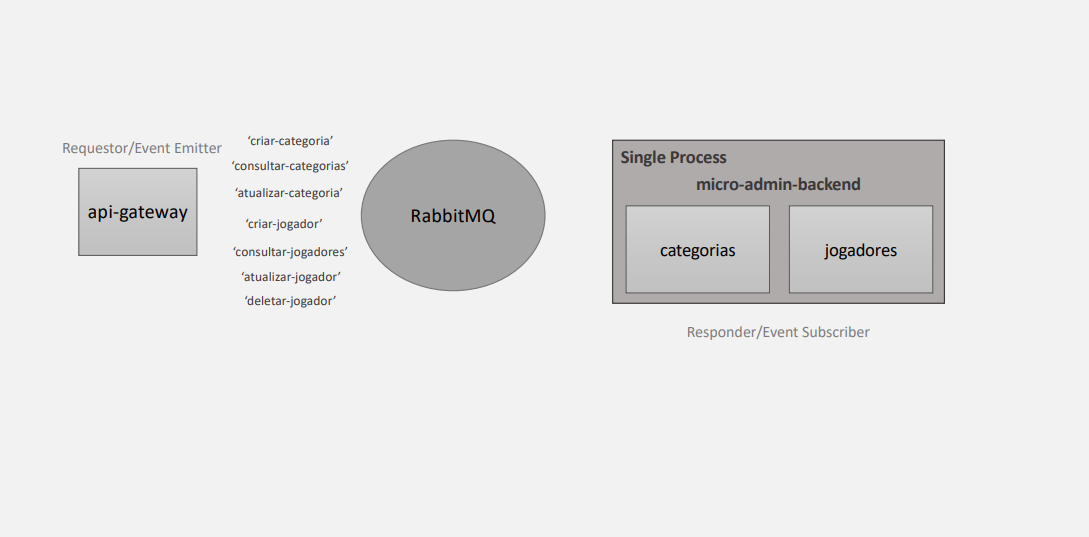 Requestor/Event Emitter
api-gateway
‘criar-categoria’
‘consultar-categorias’
‘atualizar-categoria’
‘criar-jogador’
‘consultar-jogadores’
‘atualizar-jogador’
‘deletar-jogador’
RabbitMQ
Single Process
micro-admin-backend
categorias
jogadores
Responder/Event Subscriber